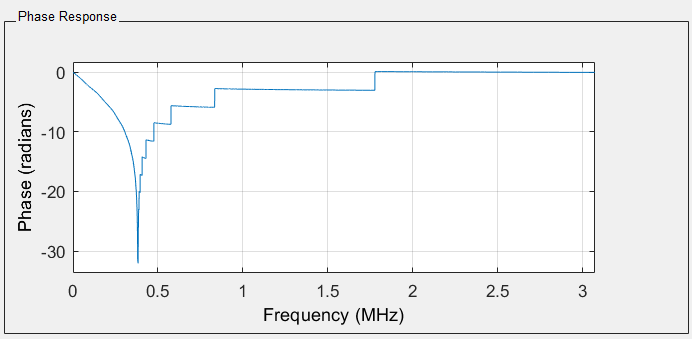 Phase Response
0
-10
-20
-30
Phase (radians)
0 0.5 1 1.5 2 2.5 3
Frequency (MHz)